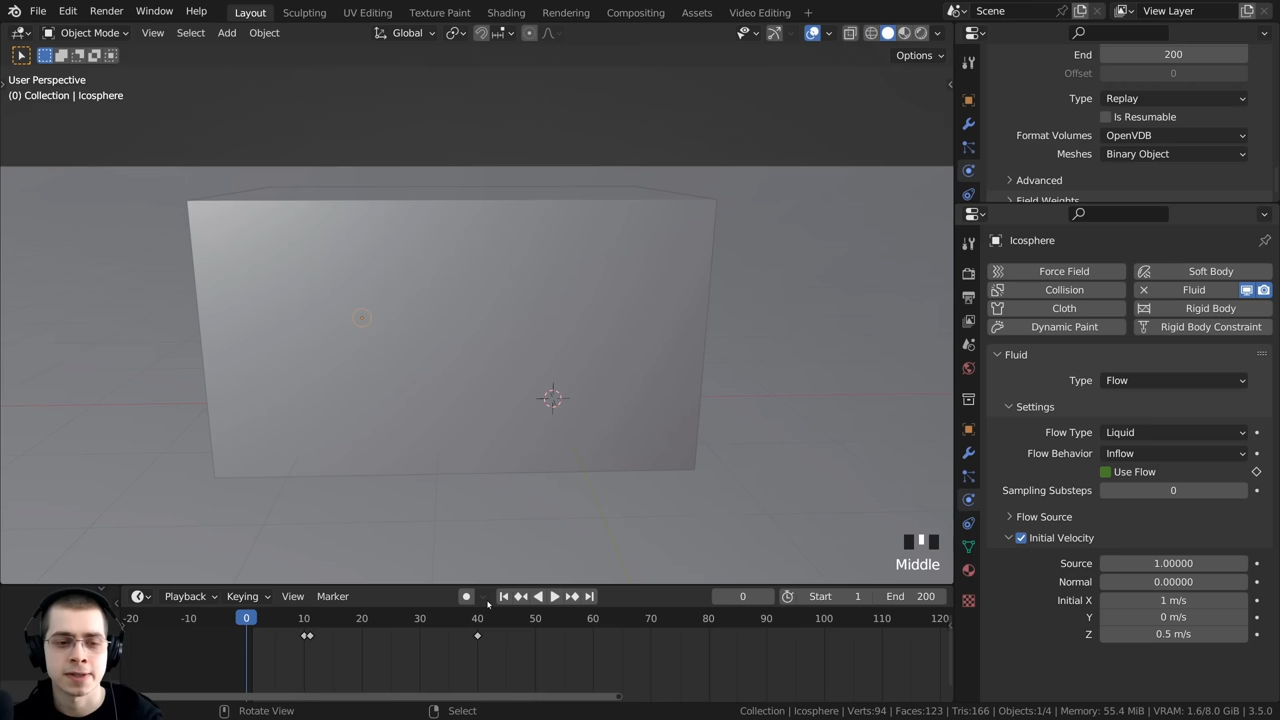 File Edit Render Window Help Layout Sculpting UV Editing Texture Paint Shading Rendering Compositing Assets Video Editing + Scene View Layer
Object Mode View Select Add Object Global
Options
User Perspective
(0) Collection | Icosphere
End 200
Offset 0
Type Replay
Is Resumable
Format Volumes OpenVDB
Meshes Binary Object
Advanced
Field Weights
Icosphere
Force Field Soft Body
Collision Fluid
Cloth Rigid Body
Dynamic Paint Rigid Body Constraint
Fluid
Type Flow
Settings
Flow Type Liquid
Flow Behavior Inflow
Use Flow
Sampling Substeps 0
Flow Source
Initial Velocity
Source 1.00000
Normal 0.00000
Initial X 1 m/s
Y 0 m/s
Z 0.5 m/s
Middle
Playback Keying View Marker 0 Start 1 End 200
-20 -10 0 10 20 30 40 50 60 70 80 90 100 110 120
Rotate View Select Collection | Icosphere | Verts:94 | Faces:123 | Tris:166 | Objects:1/4 | Memory: 55.4 MiB | VRAM: 1.6/8.0 GiB | 3.5.0